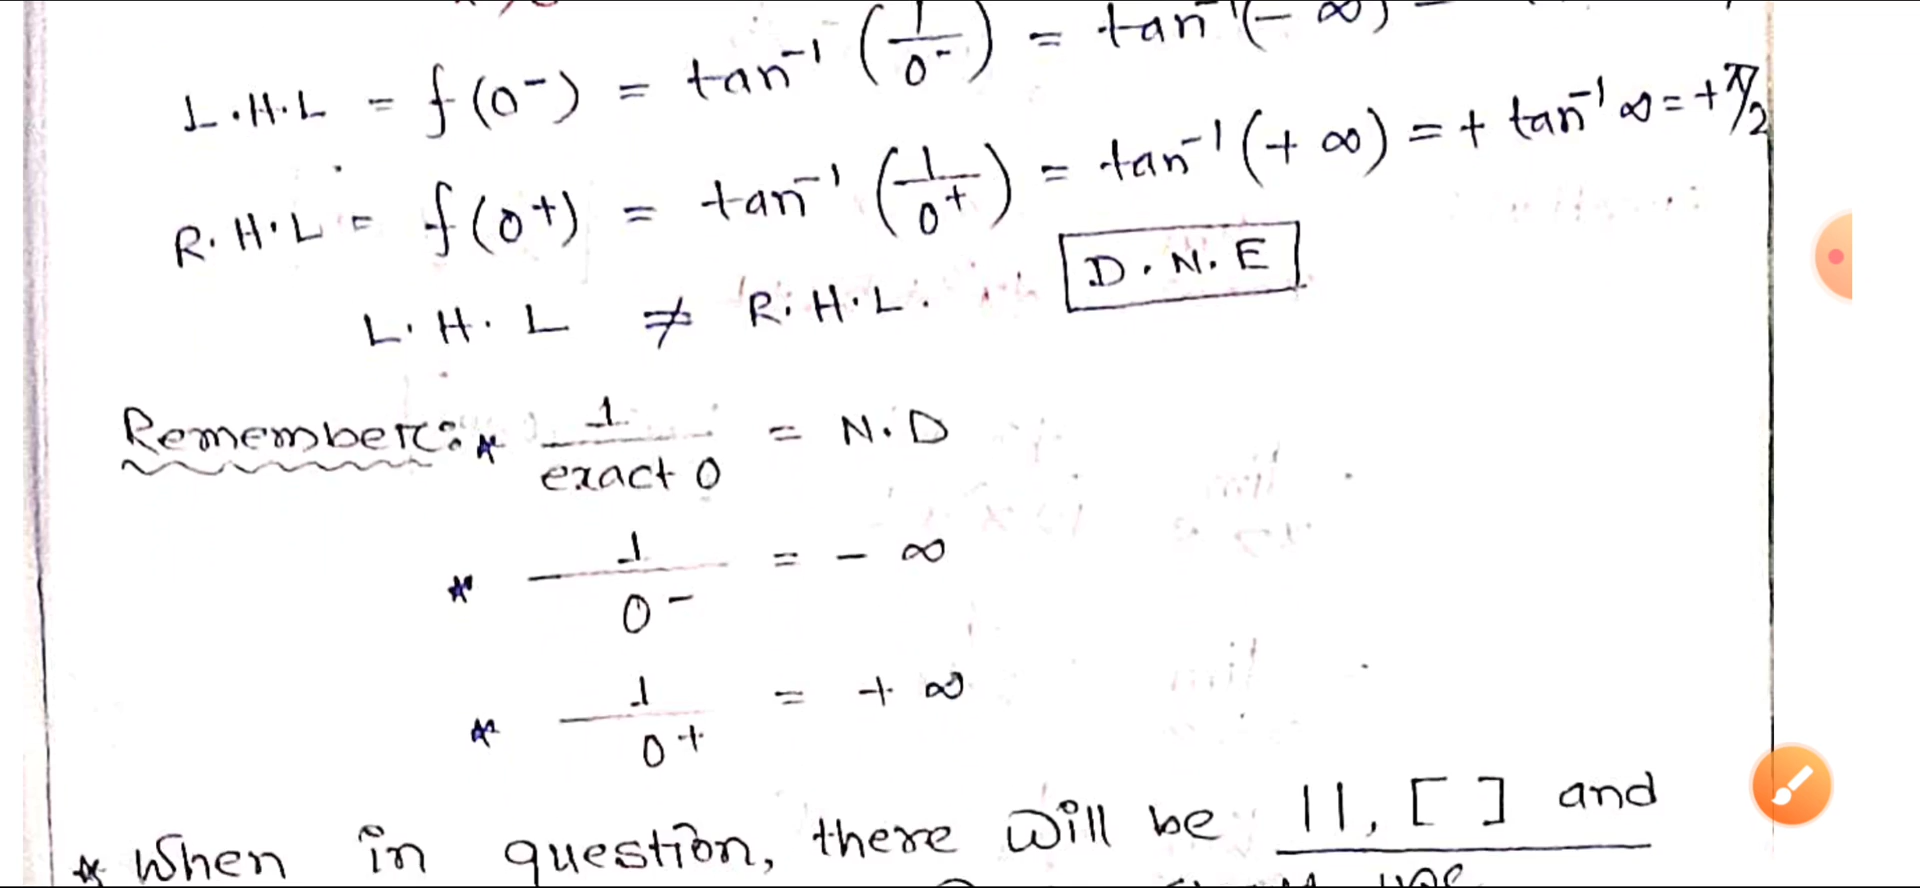 L.H.L = f(0⁻) = tan⁻¹ (1/0⁻) = tan⁻¹(- ∞)
R.H.L = f(0⁺) = tan⁻¹ (1/0⁺) = tan⁻¹(+ ∞) = + tan⁻¹ ∞ = + π/2
L.H.L ≠ R.H.L. D.N.E
Remember: * 1/exact 0 = N.D
* 1/0⁻ = - ∞
* 1/0⁺ = + ∞
* When in question, there will be ||, [ ] and